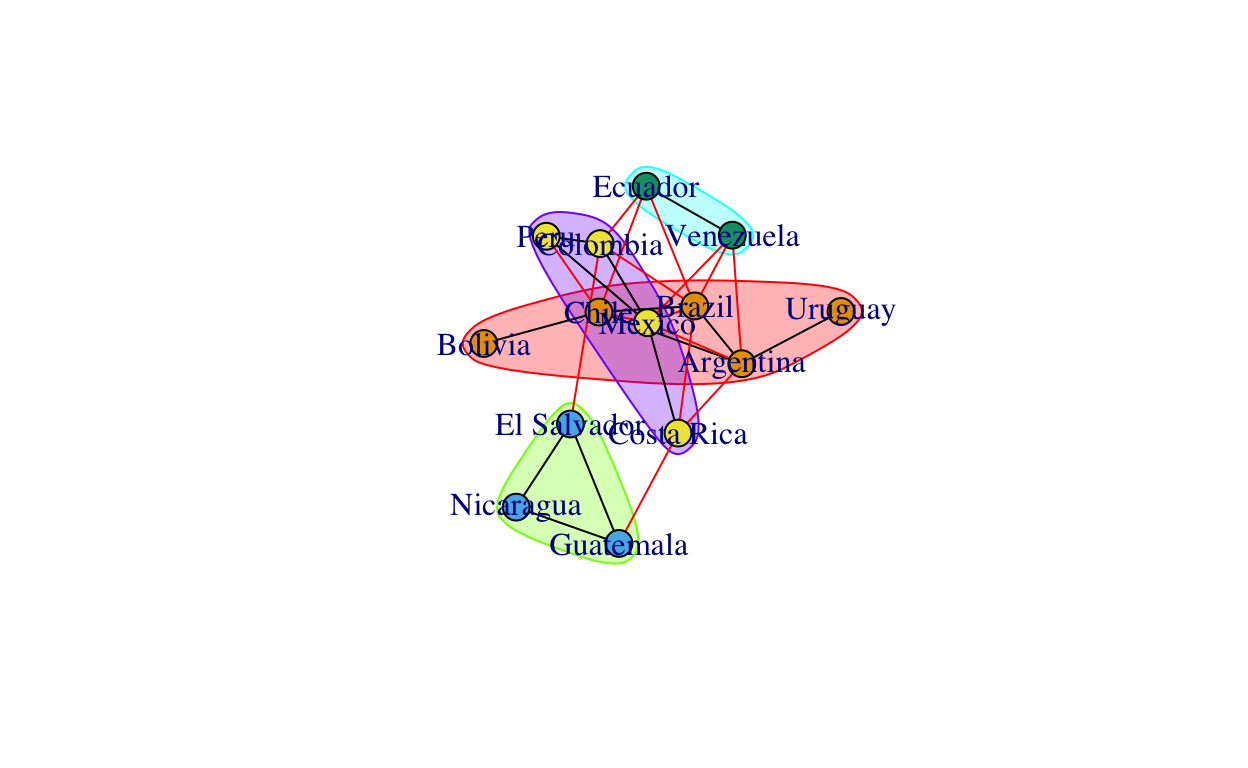 Ecuador
Peru
Colombia
Venezuela
Chile
Brazil
Uruguay
Mexico
Bolivia
Argentina
El Salvador
Costa Rica
Nicaragua
Guatemala